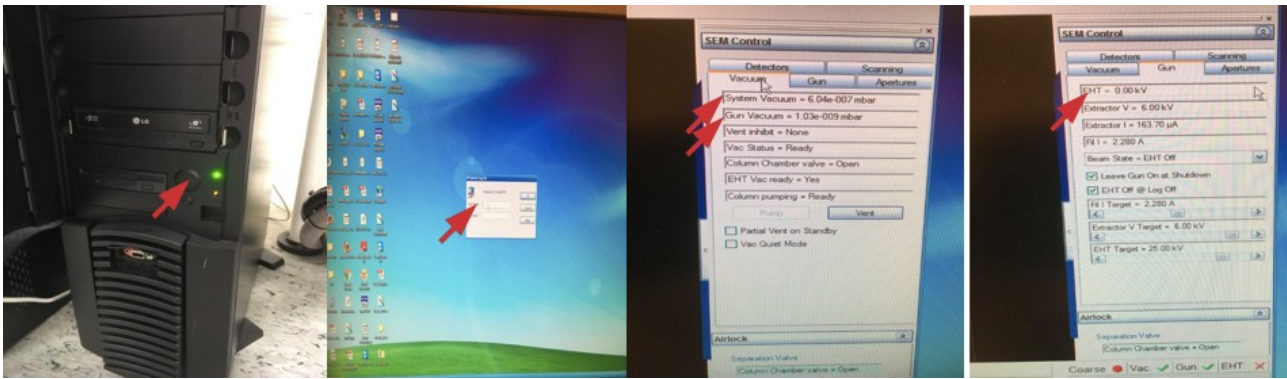 LG
SEM Control
Detectors
Scanning
Vacuum
Gun
Apertures
System Vacuum = 6.04e-007 mbar
Gun Vacuum = 1.03e-009 mbar
Vent inhibit = None
Vac Status = Ready
Column Chamber valve = Open
EHT Vac ready = Yes
Column pumping = Ready
Pump
Vent
Partial Vent on Standby
Vac Quiet Mode
Airlock
Separation Valve
Column Chamber valve = Open
SEM Control
Detectors
Scanning
Vacuum
Gun
Apertures
EHT = 0.00 kV
Extractor V = 6.00 kV
Extractor I = 163.70 µA
Fil I = 2.280 A
Beam State = EHT Off
Leave Gun On at Shutdown
EHT Off @ Log Off
Fil I Target = 2.280 A
Extractor V Target = 6.00 kV
EHT Target = 25.00 kV
Airlock
Separation Valve
Column Chamber valve = Open
Coarse Vac Gun EHT